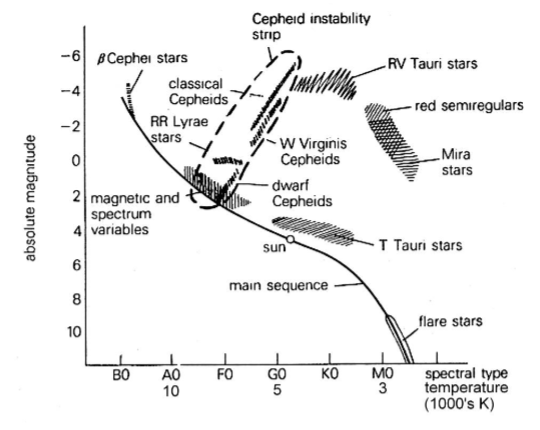 Cepheid instability
strip
-6
β Cephei stars
RV Tauri stars
-4
classical
Cepheids
red semiregulars
-2
RR Lyrae
stars
W Virginis
Cepheids
Mira
stars
0
dwarf
Cepheids
2
magnetic and
spectrum
variables
4
sun
T Tauri stars
6
main sequence
8
flare stars
10
absolute magnitude
B0 A0 F0 G0 K0 M0 spectral type
10 5 3 temperature
(1000's K)